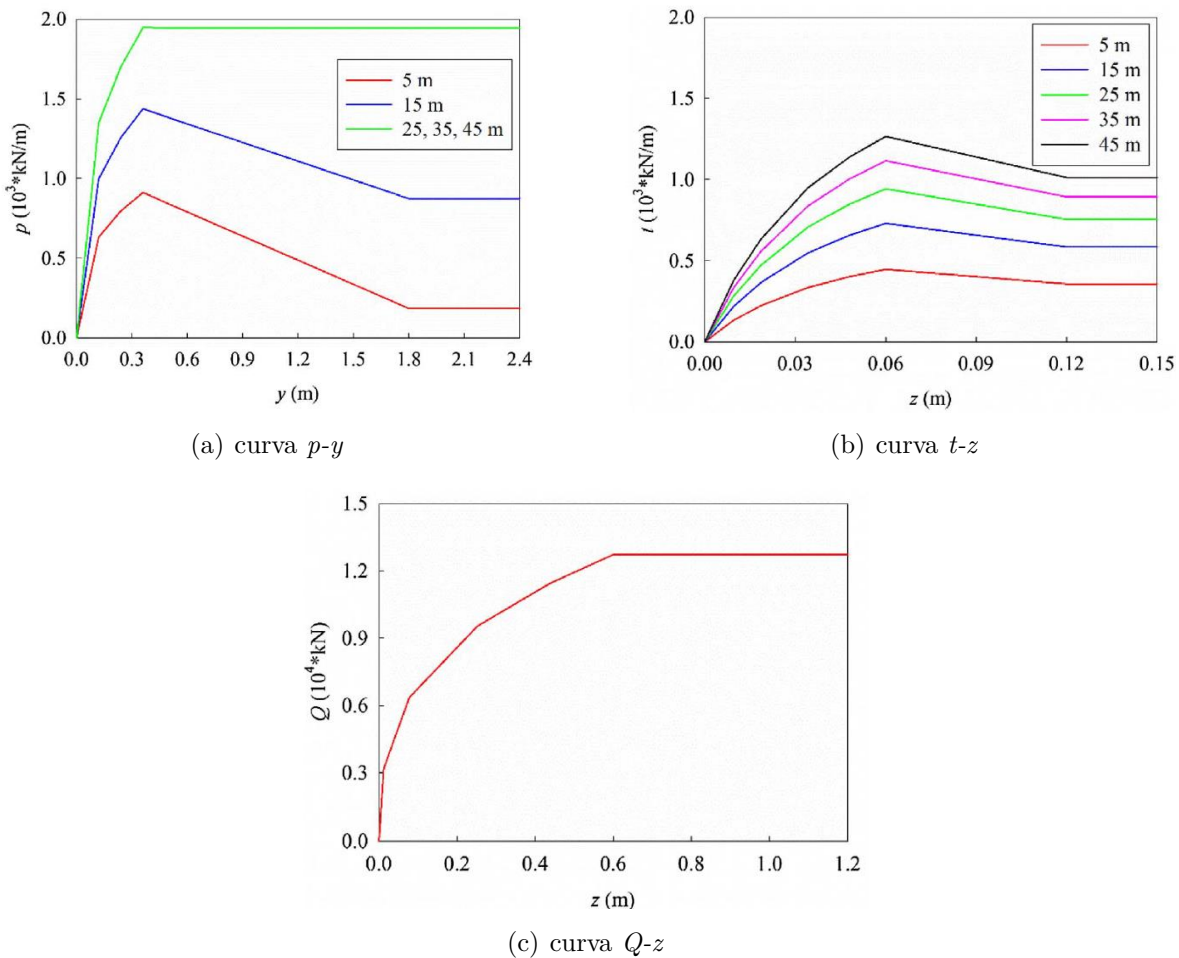 2.0
1.5
1.0
0.5
0.0
p (10³*kN/m)
5 m
15 m
25, 35, 45 m
0.0 0.3 0.6 0.9 1.2 1.5 1.8 2.1 2.4
y (m)
(a) curva p-y
2.0
1.5
1.0
0.5
0.0
t (10³*kN/m)
5 m
15 m
25 m
35 m
45 m
0.00 0.03 0.06 0.09 0.12 0.15
z (m)
(b) curva t-z
1.5
1.2
0.9
0.6
0.3
0.0
Q (10⁴*kN)
0.0 0.2 0.4 0.6 0.8 1.0 1.2
z (m)
(c) curva Q-z